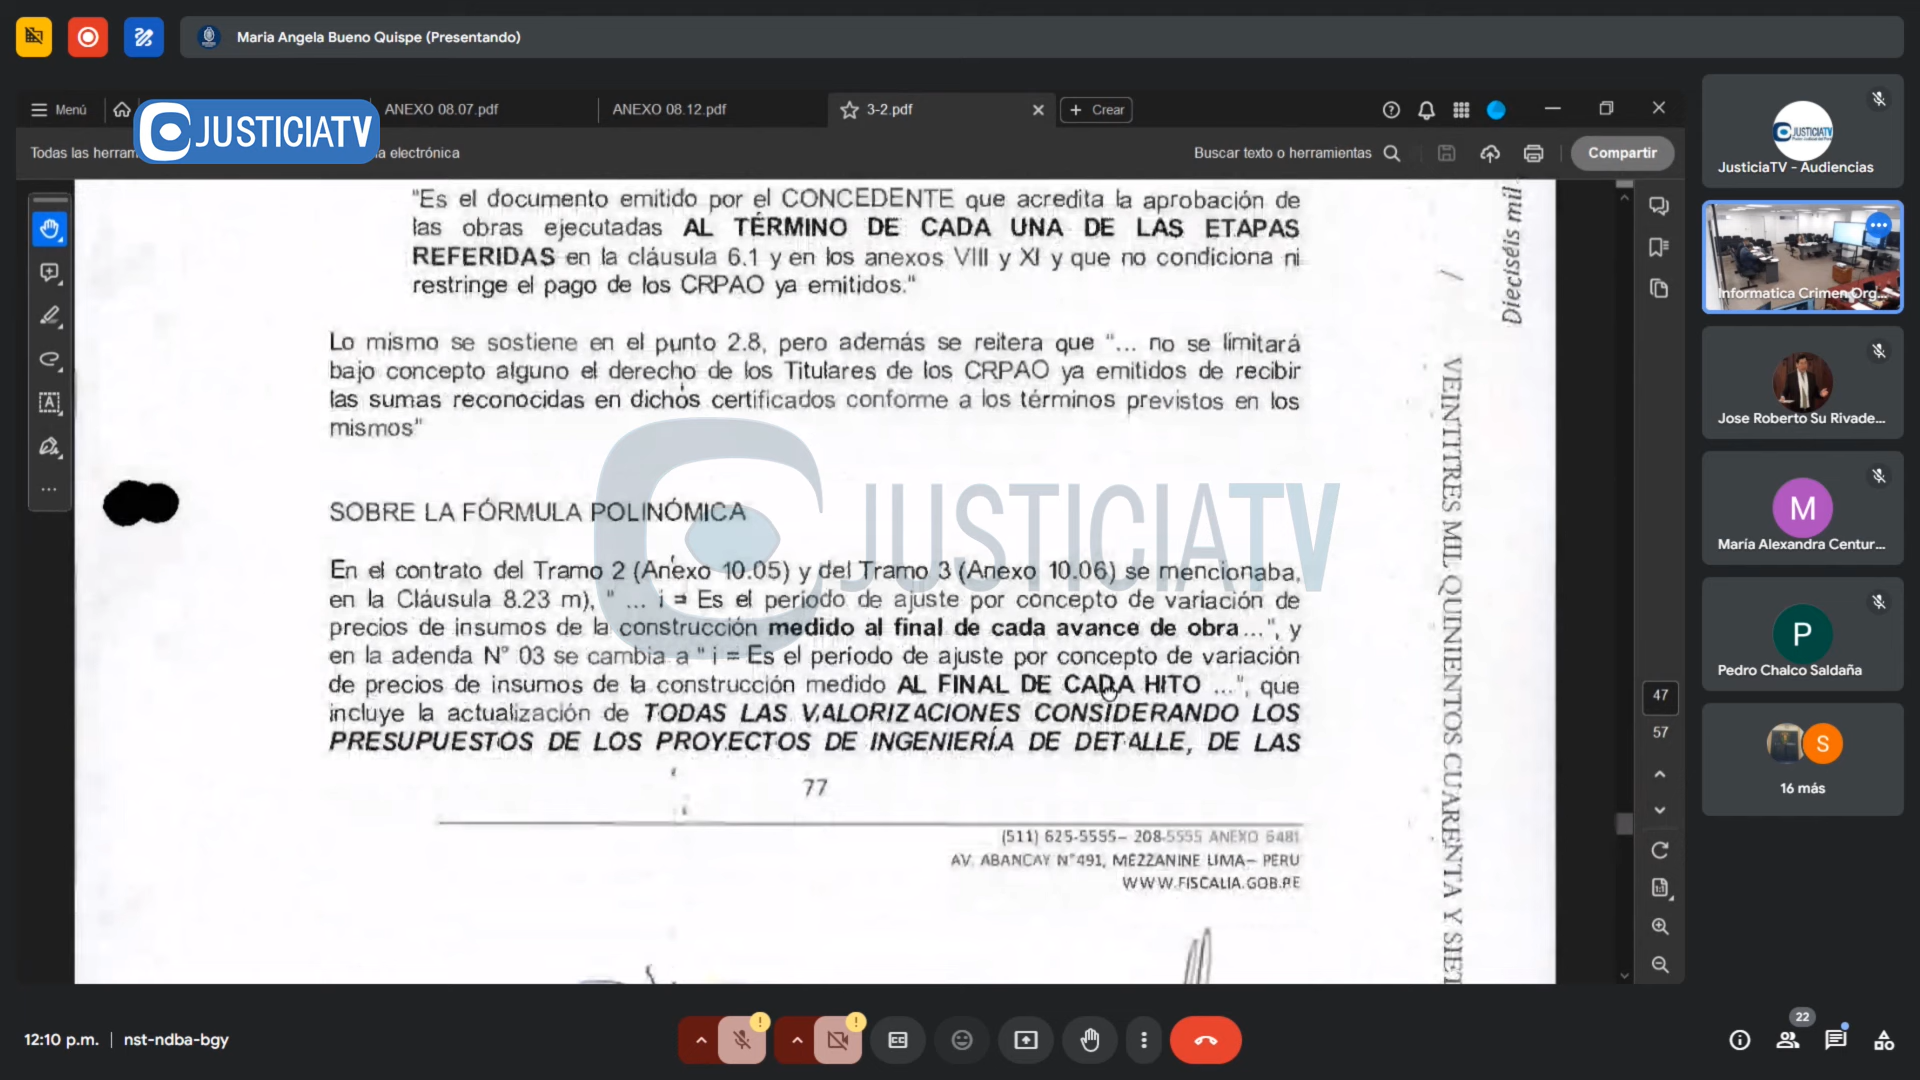 Maria Angela Bueno Quispe (Presentando)
Menú
ANEXO 08.07.pdf
ANEXO 08.12.pdf
3-2.pdf
Crear
JUSTICIATV
Todas las herram
a electrónica
Buscar texto o herramientas
Compartir
"Es el documento emitido por el CONCEDENTE que acredita la aprobación de
las obras ejecutadas AL TÉRMINO DE CADA UNA DE LAS ETAPAS
REFERIDAS en la cláusula 6.1 y en los anexos VIII y XI y que no condiciona ni
restringe el pago de los CRPAO ya emitidos."
Lo mismo se sostiene en el punto 2.8, pero además se reitera que "... no se limitará
bajo concepto alguno el derecho de los Titulares de los CRPAO ya emitidos de recibir
las sumas reconocidas en dichos certificados conforme a los términos previstos en los
mismos"
SOBRE LA FÓRMULA POLINÓMICA
En el contrato del Tramo 2 (Anexo 10.05) y del Tramo 3 (Anexo 10.06) se mencionaba,
en la Cláusula 8.23 m), " ... i = Es el período de ajuste por concepto de variación de
precios de insumos de la construcción medido al final de cada avance de obra...", y
en la adenda N° 03 se cambia a " i = Es el período de ajuste por concepto de variación
de precios de insumos de la construcción medido AL FINAL DE CADA HITO ...", que
incluye la actualización de TODAS LAS VALORIZACIONES CONSIDERANDO LOS
PRESUPUESTOS DE LOS PROYECTOS DE INGENIERÍA DE DETALLE, DE LAS
77
(511) 625-5555– 208-5555 ANEXO 6481
AV. ABANCAY N°491, MEZZANINE LIMA– PERU
WWW.FISCALIA.GOB.PE
Dieciséis mil
VEINTITRES MIL QUINIENTOS CUARENTA Y SIET
JUSTICIATV
47
57
JUSTICIATV
JusticiaTV - Audiencias
Informatica Crimen Org...
Jose Roberto Su Rivade...
M
María Alexandra Centur...
P
Pedro Chalco Saldaña
S
16 más
12:10 p.m.
nst-ndba-bgy
22